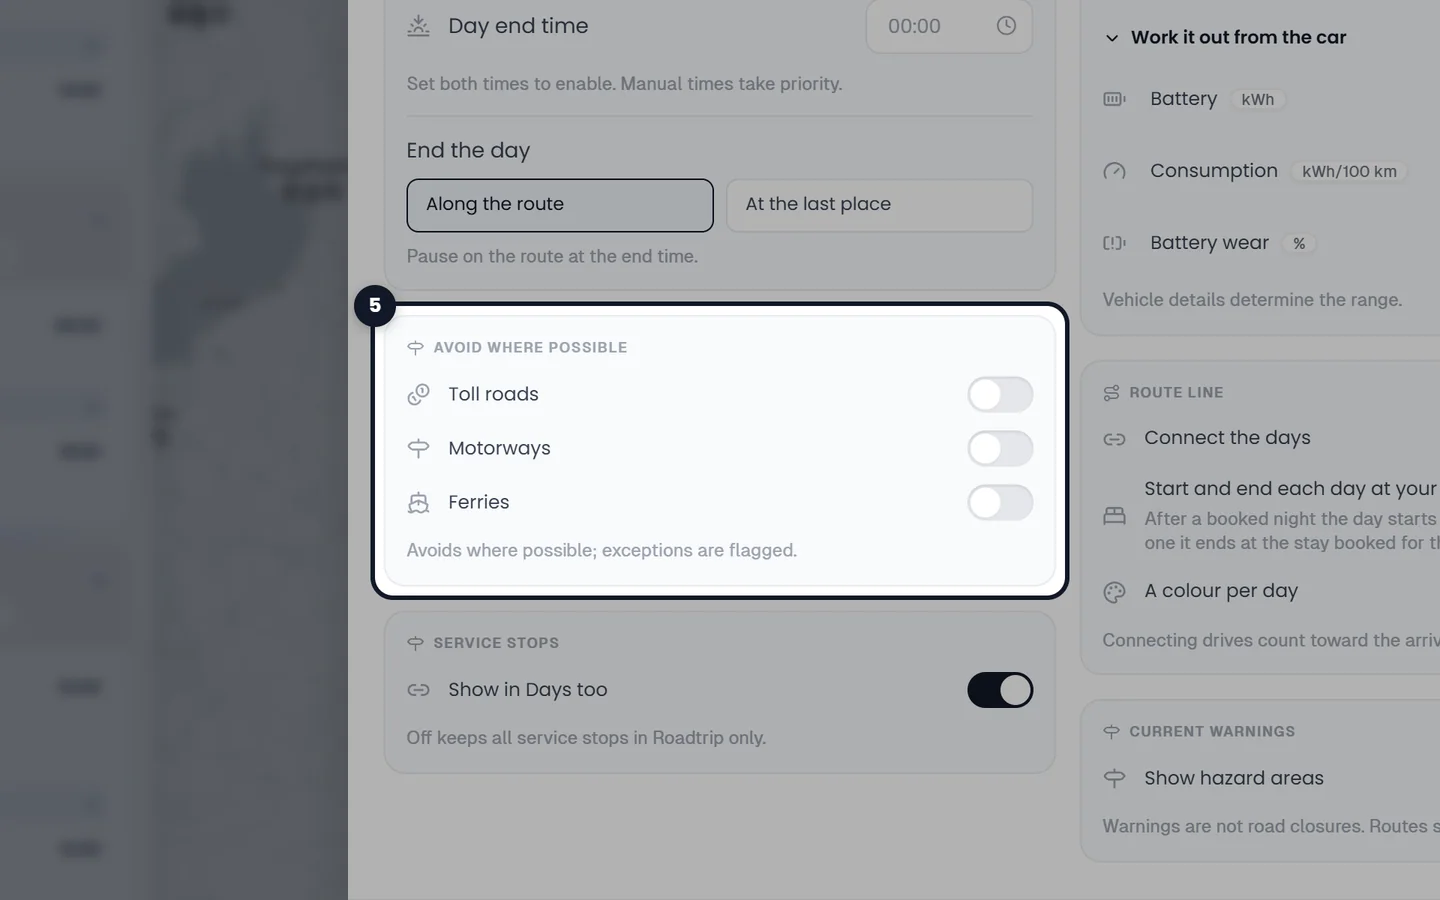 Day end time
00:00
Set both times to enable. Manual times take priority.
End the day
Along the route
At the last place
Pause on the route at the end time.
5
AVOID WHERE POSSIBLE
Toll roads
Motorways
Ferries
Avoids where possible; exceptions are flagged.
SERVICE STOPS
Show in Days too
Off keeps all service stops in Roadtrip only.
Work it out from the car
Battery kWh
Consumption kWh/100 km
Battery wear %
Vehicle details determine the range.
ROUTE LINE
Connect the days
Start and end each day at your
After a booked night the day starts
one it ends at the stay booked for
A colour per day
Connecting drives count toward the
CURRENT WARNINGS
Show hazard areas
Warnings are not road closures. Routes